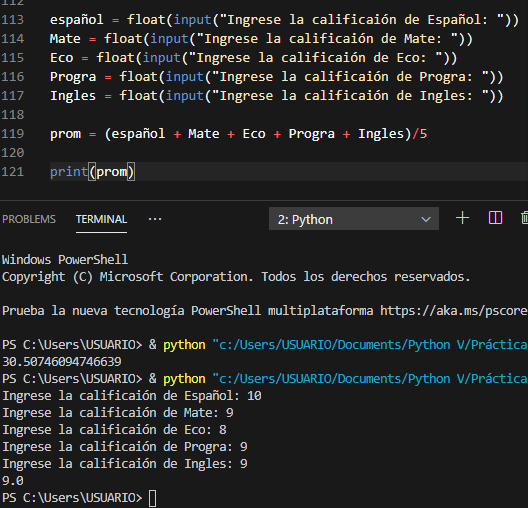 112
113 español = float(input("Ingrese la calificaión de Español: "))
114 Mate = float(input("Ingrese la calificaión de Mate: "))
115 Eco = float(input("Ingrese la calificaión de Eco: "))
116 Progra = float(input("Ingrese la calificaión de Progra: "))
117 Ingles = float(input("Ingrese la calificaión de Ingles: "))
118
119 prom = (español + Mate + Eco + Progra + Ingles)/5
120
121 print(prom)
PROBLEMS TERMINAL ··· 2: Python
Windows PowerShell
Copyright (C) Microsoft Corporation. Todos los derechos reservados.
Prueba la nueva tecnología PowerShell multiplataforma https://aka.ms/pscore
PS C:\Users\USUARIO> & python "c:/Users/USUARIO/Documents/Python V/Práctica
30.50746094746639
PS C:\Users\USUARIO> & python "c:/Users/USUARIO/Documents/Python V/Práctica
Ingrese la calificaión de Español: 10
Ingrese la calificaión de Mate: 9
Ingrese la calificaión de Eco: 8
Ingrese la calificaión de Progra: 9
Ingrese la calificaión de Ingles: 9
9.0
PS C:\Users\USUARIO>